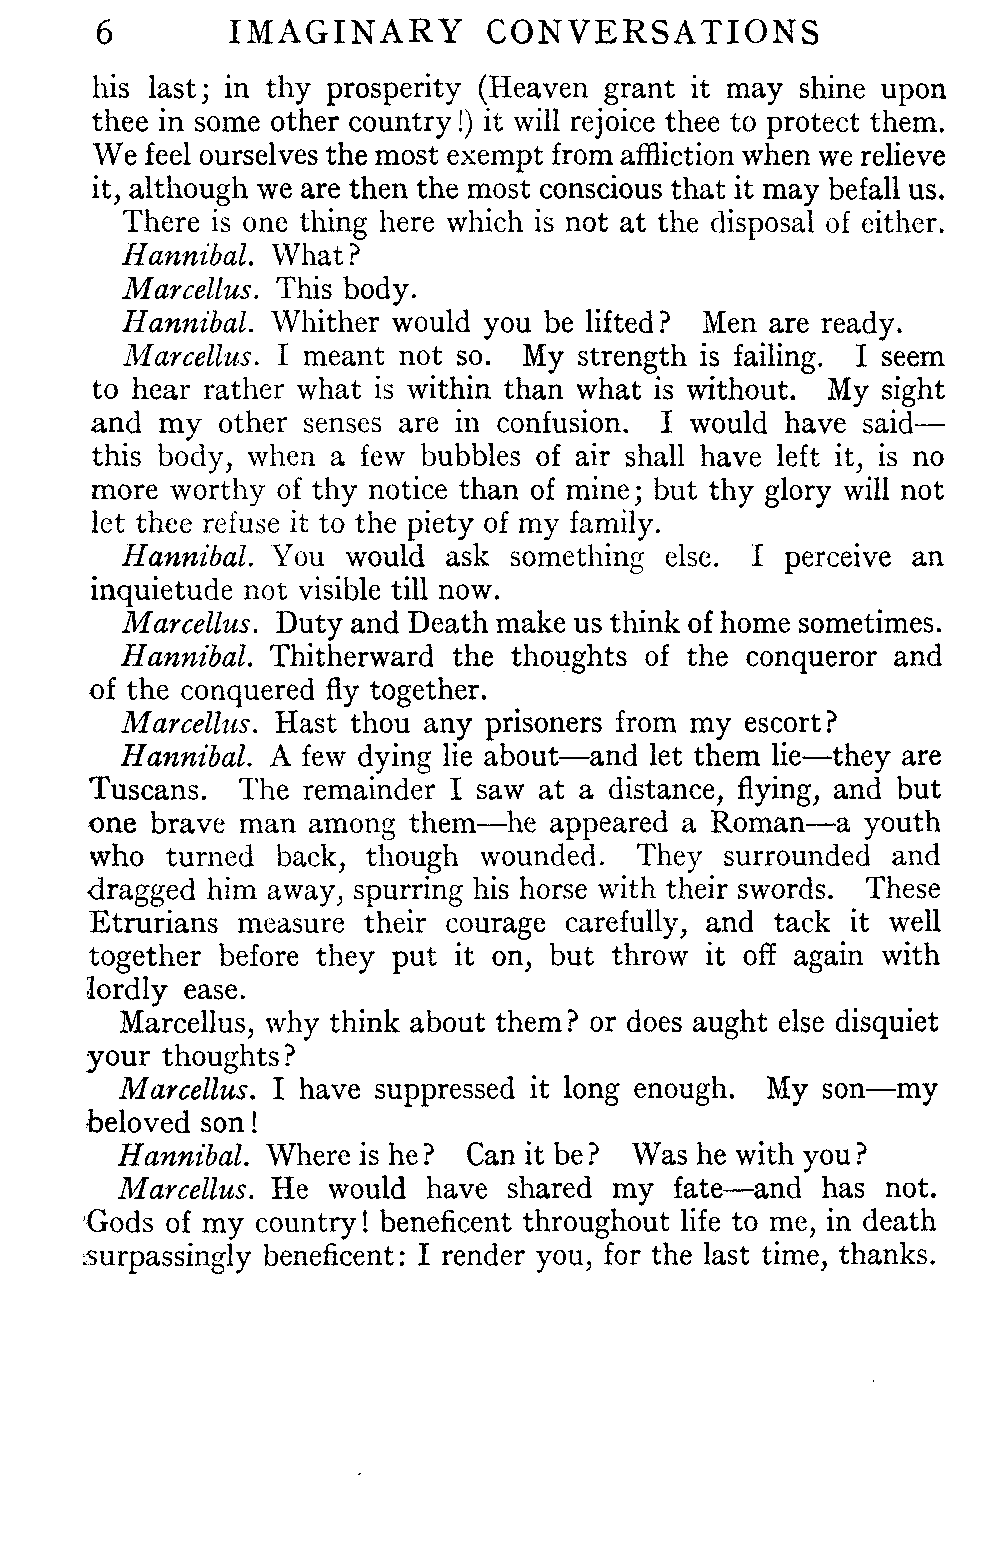 6 IMAGINARY CONVERSATIONS
his last; in thy prosperity (Heaven grant it may shine upon
thee in some other country!) it will rejoice thee to protect them.
We feel ourselves the most exempt from affliction when we relieve
it, although we are then the most conscious that it may befall us.
There is one thing here which is not at the disposal of either.
Hannibal. What?
Marcellus. This body.
Hannibal. Whither would you be lifted? Men are ready.
Marcellus. I meant not so. My strength is failing. I seem
to hear rather what is within than what is without. My sight
and my other senses are in confusion. I would have said—
this body, when a few bubbles of air shall have left it, is no
more worthy of thy notice than of mine; but thy glory will not
let thee refuse it to the piety of my family.
Hannibal. You would ask something else. I perceive an
inquietude not visible till now.
Marcellus. Duty and Death make us think of home sometimes.
Hannibal. Thitherward the thoughts of the conqueror and
of the conquered fly together.
Marcellus. Hast thou any prisoners from my escort?
Hannibal. A few dying lie about—and let them lie—they are
Tuscans. The remainder I saw at a distance, flying, and but
one brave man among them—he appeared a Roman—a youth
who turned back, though wounded. They surrounded and
dragged him away, spurring his horse with their swords. These
Etrurians measure their courage carefully, and tack it well
together before they put it on, but throw it off again with
lordly ease.
Marcellus, why think about them? or does aught else disquiet
your thoughts?
Marcellus. I have suppressed it long enough. My son—my
beloved son!
Hannibal. Where is he? Can it be? Was he with you?
Marcellus. He would have shared my fate—and has not.
Gods of my country! beneficent throughout life to me, in death
surpassingly beneficent: I render you, for the last time, thanks.